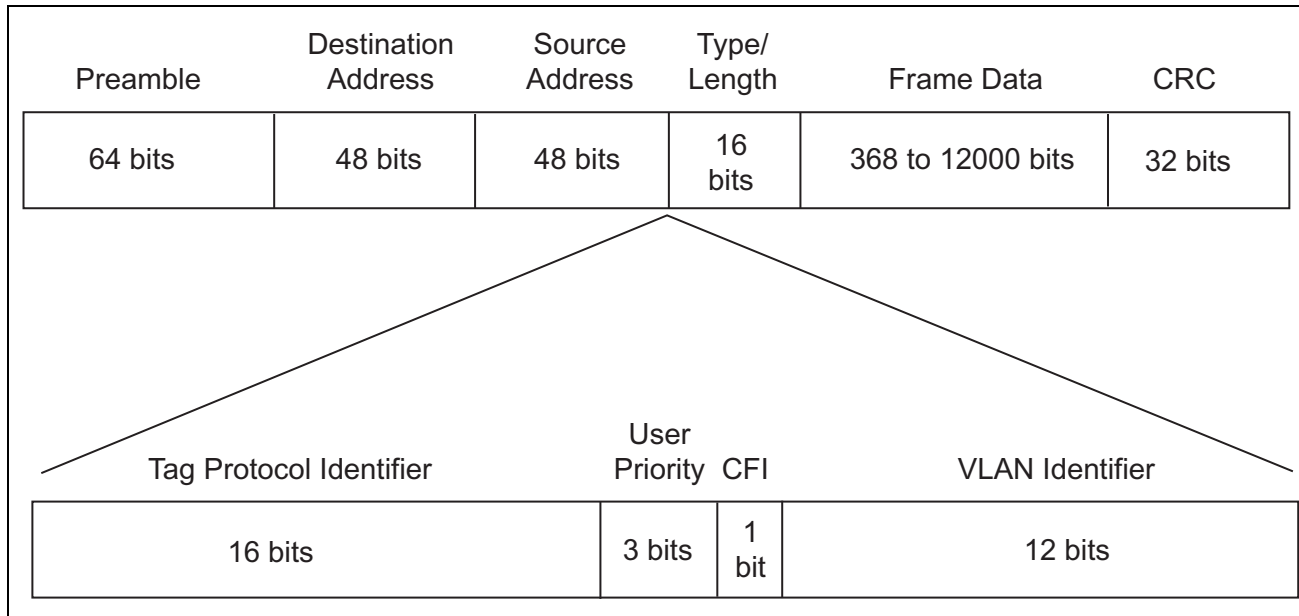 Preamble
Destination
Address
Source
Address
Type/
Length
Frame Data
CRC
64 bits
48 bits
48 bits
16
bits
368 to 12000 bits
32 bits
Tag Protocol Identifier
User
Priority
CFI
VLAN Identifier
16 bits
3 bits
1
bit
12 bits